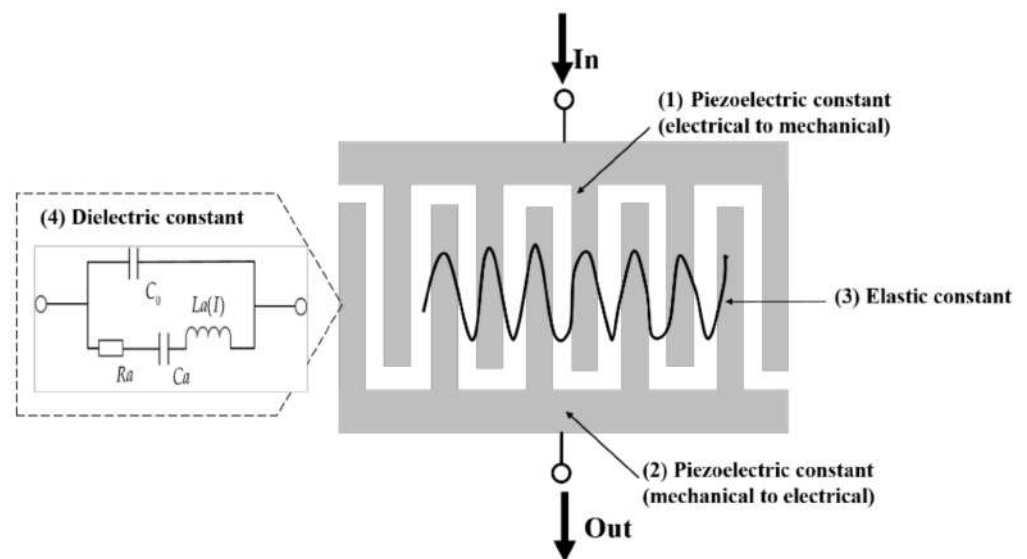 In
(1) Piezoelectric constant
(electrical to mechanical)
(4) Dielectric constant
C₀
La(I)
Ra
Ca
(3) Elastic constant
(2) Piezoelectric constant
(mechanical to electrical)
Out